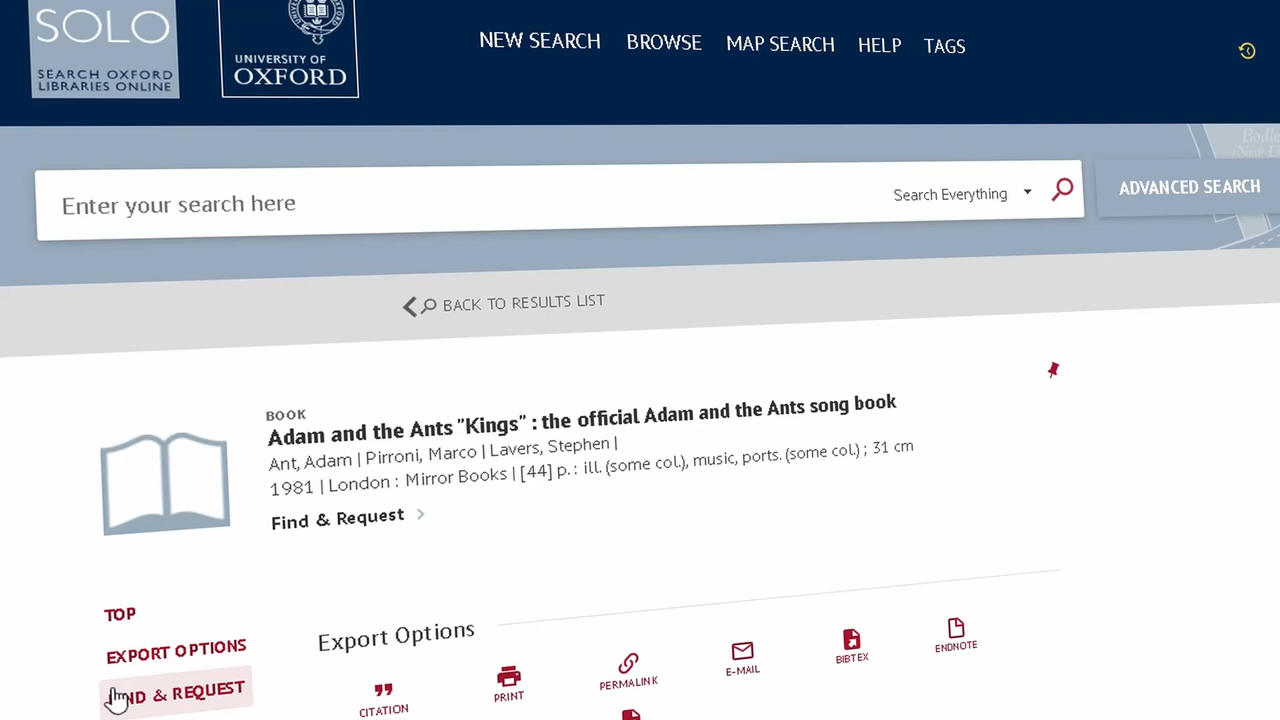 SOLO
SEARCH OXFORD
LIBRARIES ONLINE
UNIVERSITY OF
OXFORD
NEW SEARCH BROWSE MAP SEARCH HELP TAGS
Enter your search here
Search Everything
ADVANCED SEARCH
BACK TO RESULTS LIST
BOOK
Adam and the Ants "Kings" : the official Adam and the Ants song book
Ant, Adam | Pirroni, Marco | Lavers, Stephen |
1981 | London : Mirror Books | [44] p. : ill. (some col.), music, ports. (some col.) ; 31 cm
Find & Request
TOP
EXPORT OPTIONS
FIND & REQUEST
Export Options
CITATION
PRINT
PERMALINK
E-MAIL
BIBTEX
ENDNOTE